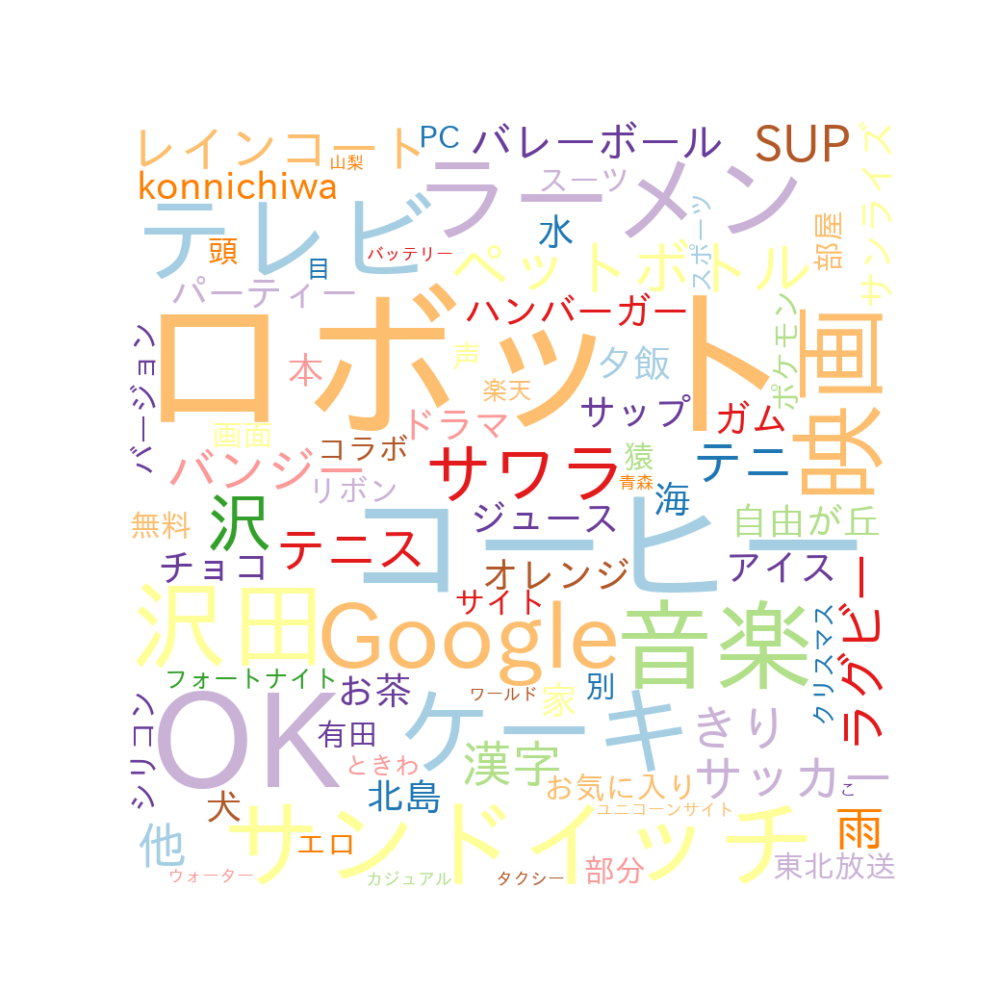 レインコート
PC
バレーボール
SUP
サンライズ
山梨
konnichiwa
ラーメン
スーツ
テレビ
頭
目
バッテリー
水
スポーツ
部屋
ペットボトル
パーティー
ハンバーガー
ポケモン
映画
ロボット
バージョン
本
声
夕飯
楽天
サップ
ガム
画面
コラボ
ドラマ
バンジー
リボン
サワラ
猿
青森
テニ
海
無料
沢
テニス
コーヒー
ジュース
自由が丘
チョコ
オレンジ
アイス
ラグビー
沢田
Google
サイト
音楽
クリスマス
フォートナイト
お茶
ワールド
家
別
シリコン
OK
有田
ケーキ
きり
ときわ
漢字
サッカー
こ
北島
お気に入り
犬
ユニコーンサイト
他
サンドイッチ
エロ
雨
ウォーター
カジュアル
タクシー
部分
東北放送